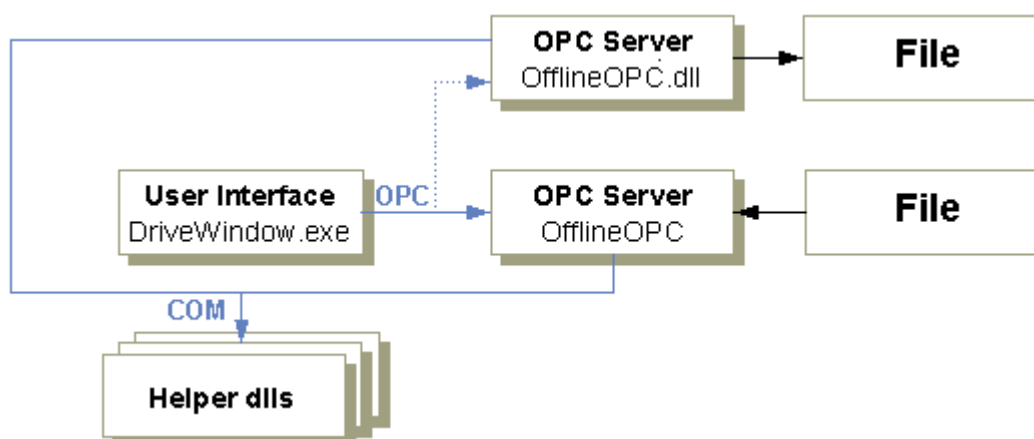 OPC Server
OfflineOPC.dll
File
User Interface
DriveWindow.exe
OPC
OPC Server
OfflineOPC
File
COM
Helper dlls